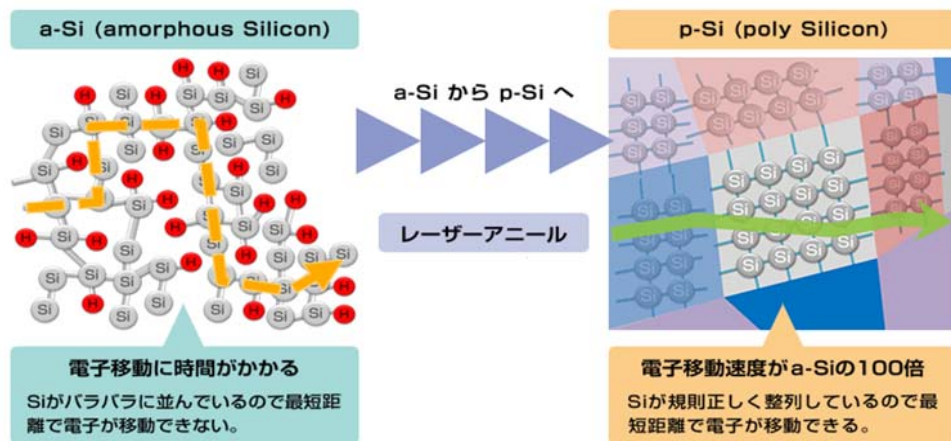 a-Si (amorphous Silicon)
a-Si から p-Si へ
レーザーアニール
p-Si (poly Silicon)
電子移動に時間がかかる
Siがバラバラに並んでいるので最短距
離で電子が移動できない。
電子移動速度がa-Siの100倍
Siが規則正しく整列しているので最
短距離で電子が移動できる。